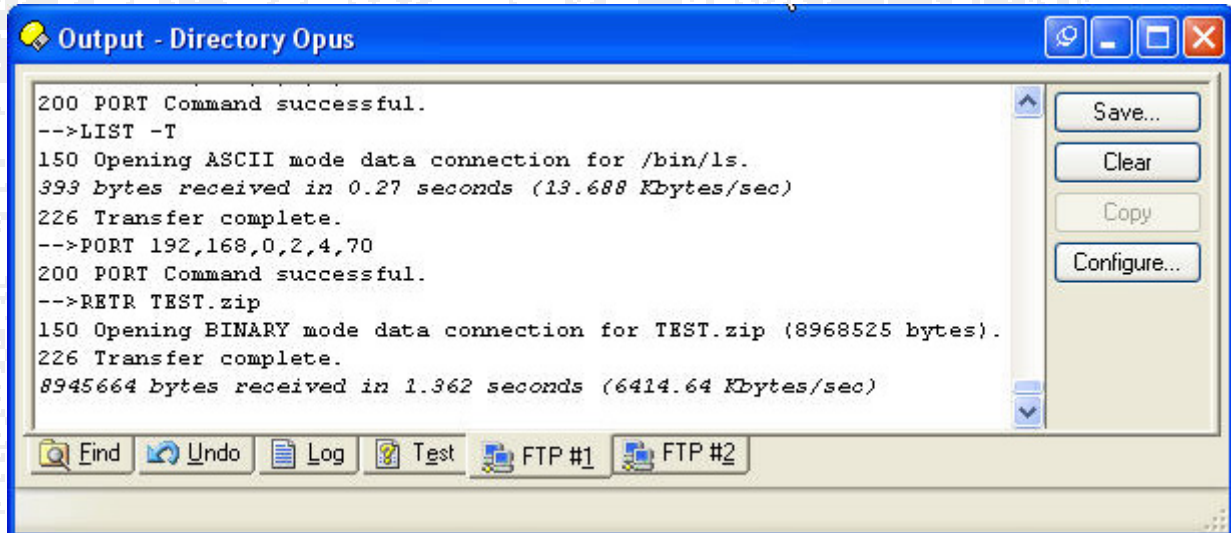 Output - Directory Opus
200 PORT Command successful.
-->LIST -T
150 Opening ASCII mode data connection for /bin/ls.
393 bytes received in 0.27 seconds (13.688 Kbytes/sec)
226 Transfer complete.
-->PORT 192,168,0,2,4,70
200 PORT Command successful.
-->RETR TEST.zip
150 Opening BINARY mode data connection for TEST.zip (8968525 bytes).
226 Transfer complete.
8945664 bytes received in 1.362 seconds (6414.64 Kbytes/sec)
Save...
Clear
Copy
Configure...
Find Undo Log Test FTP #1 FTP #2